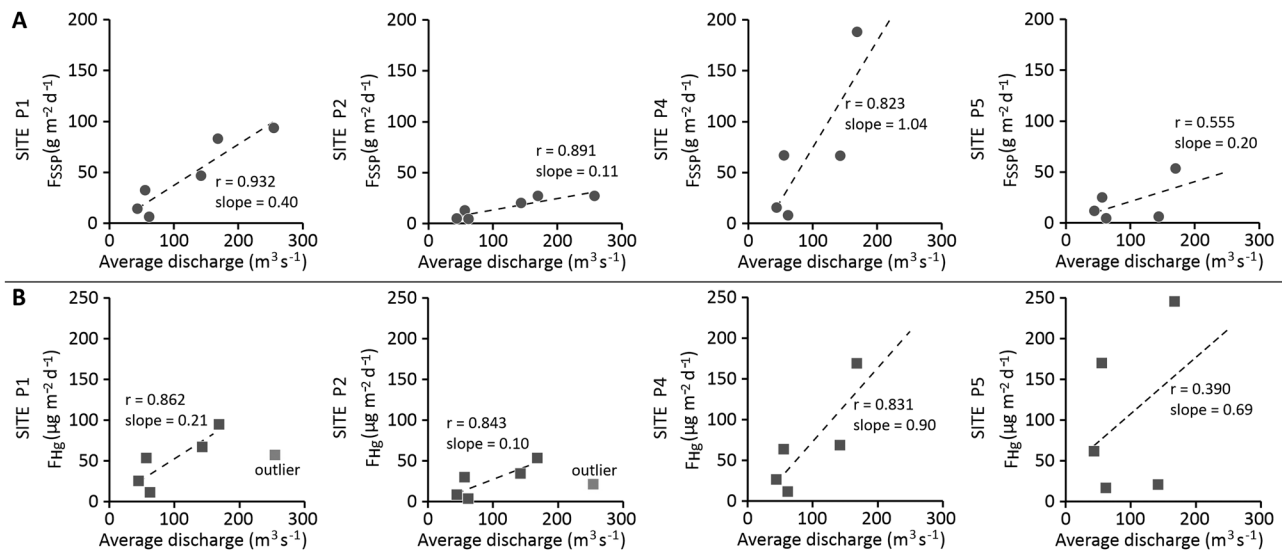 A
SITE P1
F_SSP (g m⁻² d⁻¹)
200
150
100
50
0
r = 0.932
slope = 0.40
0 100 200 300
Average discharge (m³ s⁻¹)
SITE P2
F_SSP (g m⁻² d⁻¹)
200
150
100
50
0
r = 0.891
slope = 0.11
0 100 200 300
Average discharge (m³ s⁻¹)
SITE P4
F_SSP (g m⁻² d⁻¹)
200
150
100
50
0
r = 0.823
slope = 1.04
0 100 200 300
Average discharge (m³ s⁻¹)
SITE P5
F_SSP (g m⁻² d⁻¹)
200
150
100
50
0
r = 0.555
slope = 0.20
0 100 200 300
Average discharge (m³ s⁻¹)
B
SITE P1
F_Hg (µg m⁻² d⁻¹)
250
200
150
100
50
0
r = 0.862
slope = 0.21
outlier
0 100 200 300
Average discharge (m³ s⁻¹)
SITE P2
F_Hg (µg m⁻² d⁻¹)
250
200
150
100
50
0
r = 0.843
slope = 0.10
outlier
0 100 200 300
Average discharge (m³ s⁻¹)
SITE P4
F_Hg (µg m⁻² d⁻¹)
250
200
150
100
50
0
r = 0.831
slope = 0.90
0 100 200 300
Average discharge (m³ s⁻¹)
SITE P5
F_Hg (µg m⁻² d⁻¹)
250
200
150
100
50
0
r = 0.390
slope = 0.69
0 100 200 300
Average discharge (m³ s⁻¹)